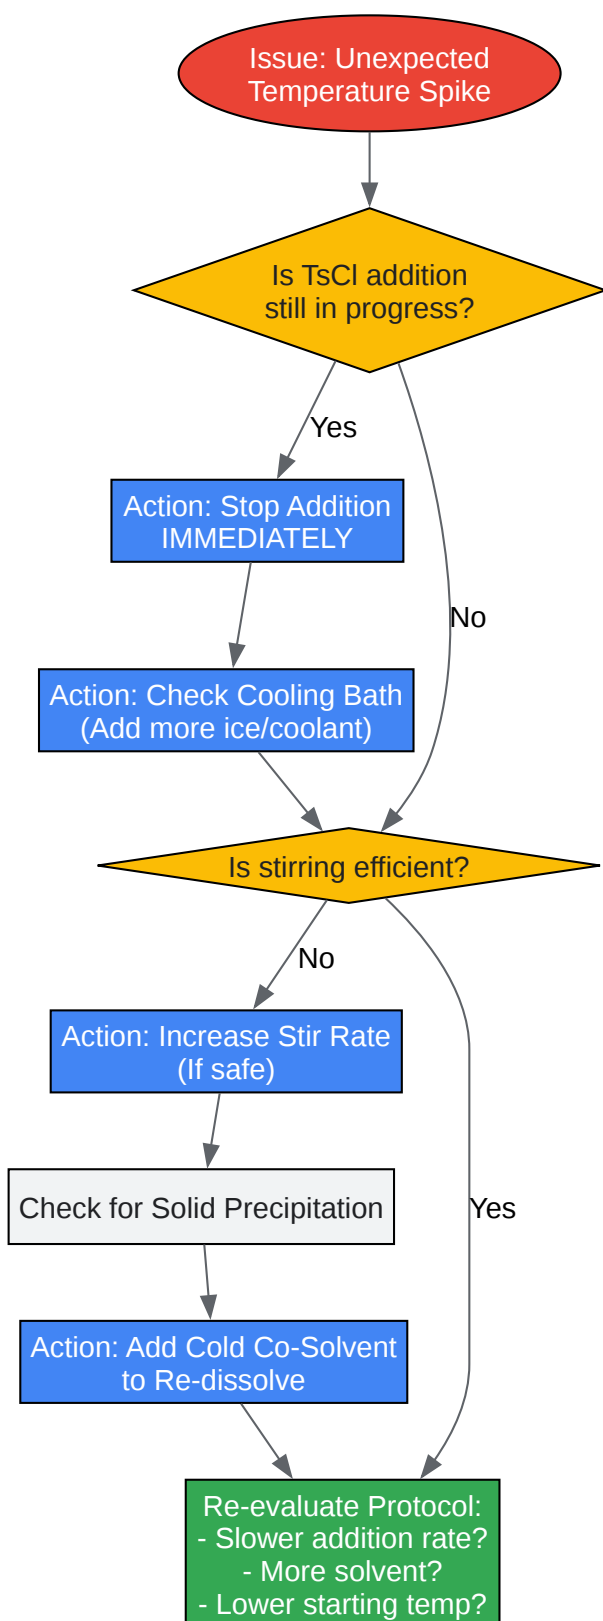 Issue: Unexpected
Temperature Spike
Is TsCl addition
still in progress?
Yes
Action: Stop Addition
IMMEDIATELY
No
Action: Check Cooling Bath
(Add more ice/coolant)
Is stirring efficient?
No
Action: Increase Stir Rate
(If safe)
Check for Solid Precipitation
Yes
Action: Add Cold Co-Solvent
to Re-dissolve
Re-evaluate Protocol:
- Slower addition rate?
- More solvent?
- Lower starting temp?